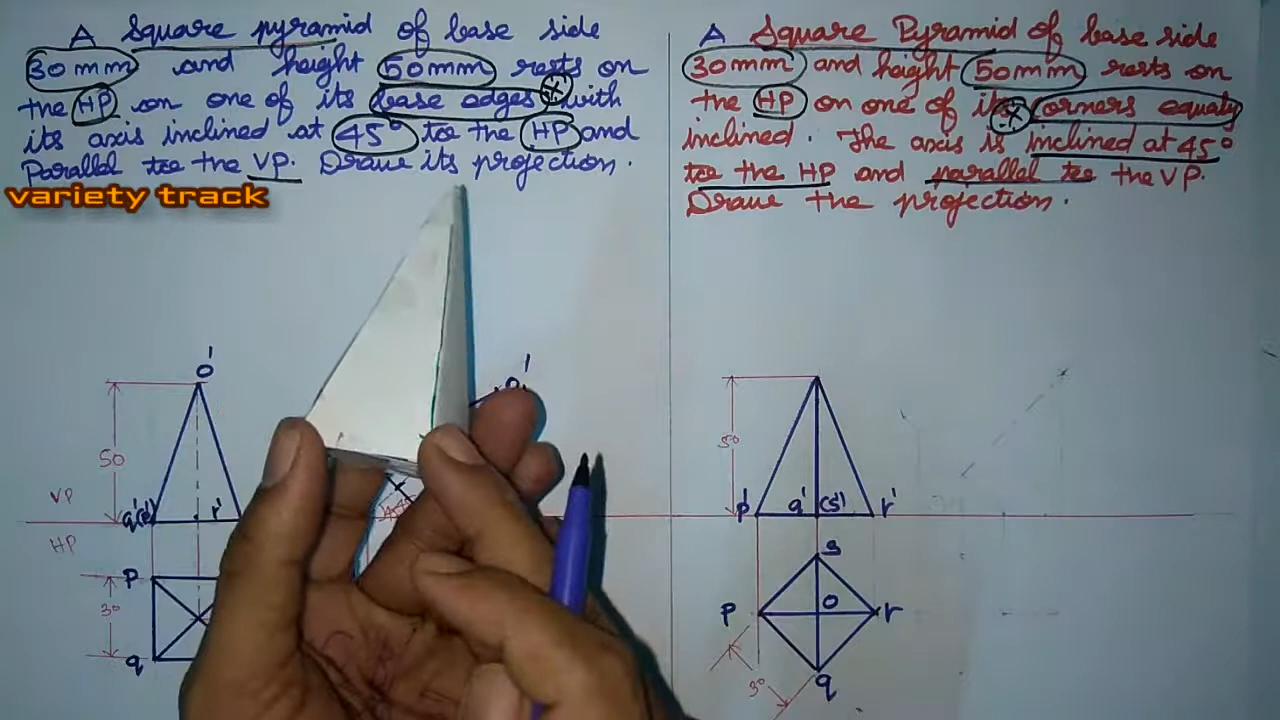 A Square pyramid of base side
30mm and height 50mm rests on
the HP on one of its base edges with
its axis inclined at 45° to the HP and
Parallel to the VP. Draw its projection.
variety track
A Square Pyramid of base side
30mm and height 50mm rests on
the HP on one of its corners equaly
inclined. The axis is inclined at 45°
to the HP and parallel to the VP.
Draw the projection.
O'
50
VP
HP
r'
P
30
q
O'
50
P'
q'
(s')
r'
s
P
O
r
q
30